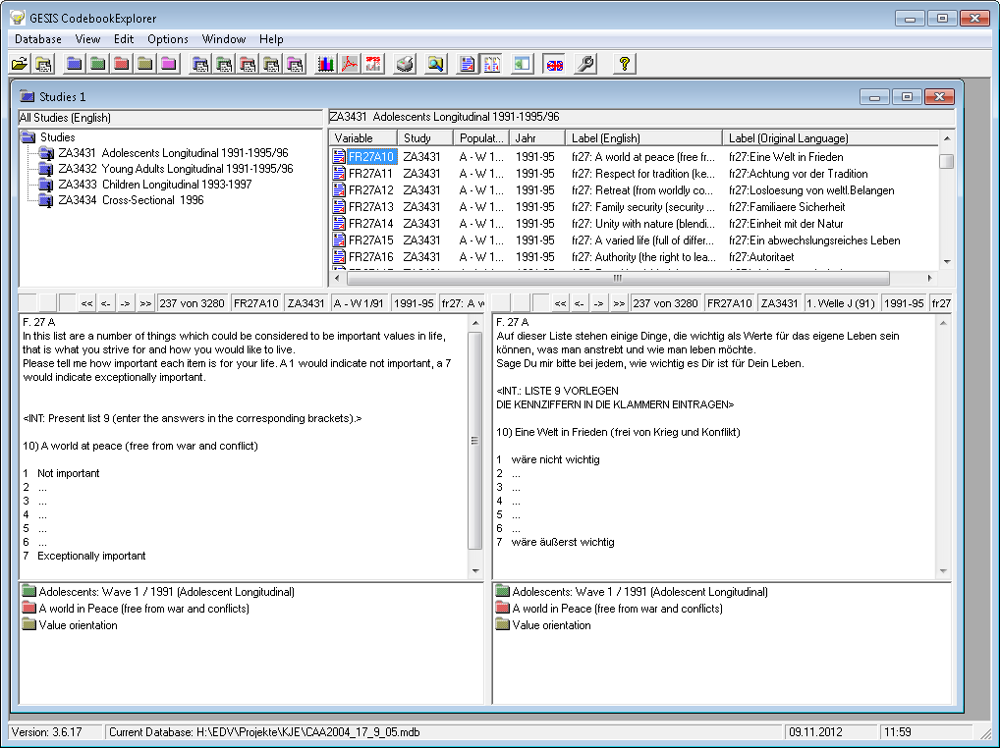 GESIS CodebookExplorer
Database View Edit Options Window Help
Studies 1
All Studies (English)
Studies
ZA3431 Adolescents Longitudinal 1991-1995/96
ZA3432 Young Adults Longitudinal 1991-1995/96
ZA3433 Children Longitudinal 1993-1997
ZA3434 Cross-Sectional 1996
ZA3431 Adolescents Longitudinal 1991-1995/96
Variable Study Populat... Jahr Label (English) Label (Original Language)
FR27A10 ZA3431 A - W 1... 1991-95 fr27: A world at peace (free fr... fr27:Eine Welt in Frieden
FR27A11 ZA3431 A - W 1... 1991-95 fr27: Respect for tradition (ke... fr27:Achtung vor der Tradition
FR27A12 ZA3431 A - W 1... 1991-95 fr27: Retreat (from worldly co... fr27:Losloesung von weltl.Belangen
FR27A13 ZA3431 A - W 1... 1991-95 fr27: Family security (security ... fr27:Familiaere Sicherheit
FR27A14 ZA3431 A - W 1... 1991-95 fr27: Unity with nature (blendi... fr27:Einheit mit der Natur
FR27A15 ZA3431 A - W 1... 1991-95 fr27: A varied life (full of differ... fr27:Ein abwechslungsreiches Leben
FR27A16 ZA3431 A - W 1... 1991-95 fr27: Authority (the right to lea... fr27:Autoritaet
<< <- -> >> 237 von 3280 FR27A10 ZA3431 A - W 1/91 1991-95 fr27: A w
F. 27 A
In this list are a number of things which could be considered to be important values in life,
that is what you strive for and how you would like to live.
Please tell me how important each item is for your life. A 1 would indicate not important, a 7
would indicate exceptionally important.
<INT: Present list 9 (enter the answers in the corresponding brackets).>
10) A world at peace (free from war and conflict)
1 Not important
2 ...
3 ...
4 ...
5 ...
6 ...
7 Exceptionally important
<< <- -> >> 237 von 3280 FR27A10 ZA3431 1. Welle J (91) 1991-95 fr27
F. 27 A
Auf dieser Liste stehen einige Dinge, die wichtig als Werte für das eigene Leben sein
können, was man anstrebt und wie man leben möchte.
Sage Du mir bitte bei jedem, wie wichtig es Dir ist für Dein Leben.
<INT.: LISTE 9 VORLEGEN
DIE KENNZIFFERN IN DIE KLAMMERN EINTRAGEN>
10) Eine Welt in Frieden (frei von Krieg und Konflikt)
1 wäre nicht wichtig
2 ...
3 ...
4 ...
5 ...
6 ...
7 wäre äußerst wichtig
Adolescents: Wave 1 / 1991 (Adolescent Longitudinal)
A world in Peace (free from war and conflicts)
Value orientation
Adolescents: Wave 1 / 1991 (Adolescent Longitudinal)
A world in Peace (free from war and conflicts)
Value orientation
Version: 3.6.17 Current Database: H:\EDV\Projekte\KJE\CAA2004_17_9_05.mdb 09.11.2012 11:59